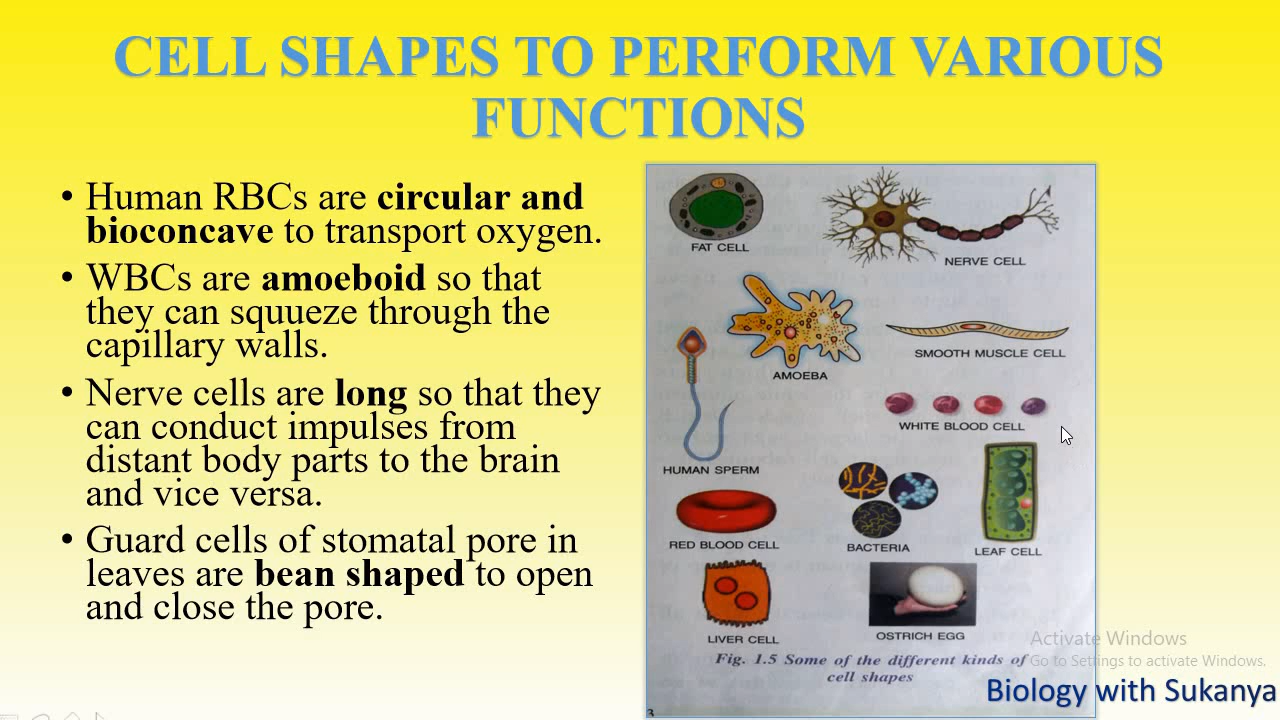 CELL SHAPES TO PERFORM VARIOUS
FUNCTIONS
• Human RBCs are circular and
bioconcave to transport oxygen.
• WBCs are amoeboid so that
they can squueze through the
capillary walls.
• Nerve cells are long so that they
can conduct impulses from
distant body parts to the brain
and vice versa.
• Guard cells of stomatal pore in
leaves are bean shaped to open
and close the pore.
FAT CELL
NERVE CELL
AMOEBA
SMOOTH MUSCLE CELL
WHITE BLOOD CELL
HUMAN SPERM
RED BLOOD CELL
BACTERIA
LEAF CELL
LIVER CELL
OSTRICH EGG
Fig. 1.5 Some of the different kinds of
cell shapes
3
Activate Windows
Go to Settings to activate Windows.
Biology with Sukanya